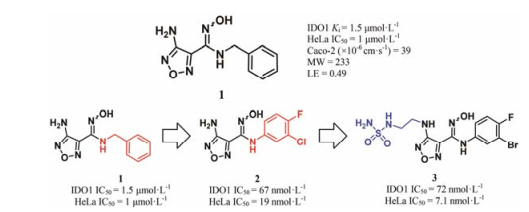 H₂N
N
OH
N
H
N
O
N
1
IDO1 Kᵢ = 1.5 μmol·L⁻¹
HeLa IC₅₀ = 1 μmol·L⁻¹
Caco-2 (×10⁻⁶ cm·s⁻¹) = 39
MW = 233
LE = 0.49
H₂N
N
OH
N
H
N
O
N
1
IDO1 IC₅₀ = 1.5 μmol·L⁻¹
HeLa IC₅₀ = 1 μmol·L⁻¹
H₂N
N
OH
F
Cl
N
H
N
O
N
2
IDO1 IC₅₀ = 67 nmol·L⁻¹
HeLa IC₅₀ = 19 nmol·L⁻¹
H₂N
S
O
O
H
N
NH
N
OH
F
Br
N
H
N
O
N
3
IDO1 IC₅₀ = 72 nmol·L⁻¹
HeLa IC₅₀ = 7.1 nmol·L⁻¹